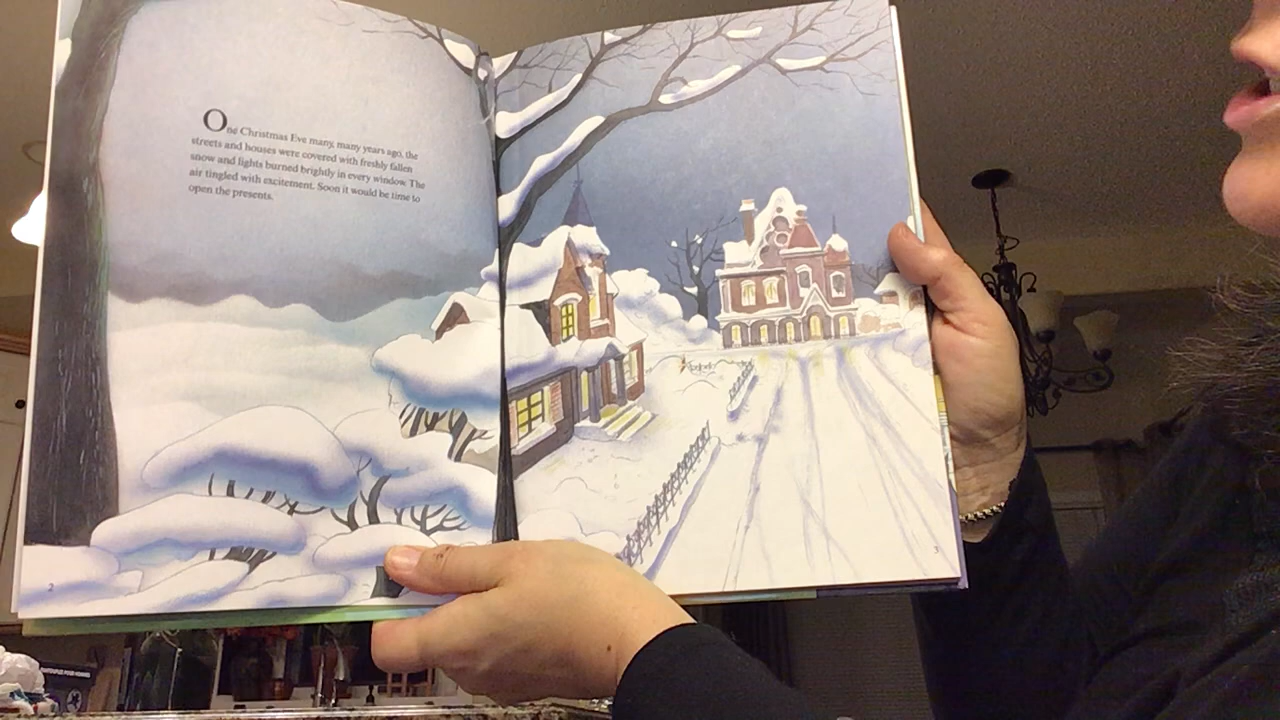 One Christmas Eve many, many years ago, the
streets and houses were covered with freshly fallen
snow and lights burned brightly in every window. The
air tingled with excitement. Soon it would be time to
open the presents.
2
3